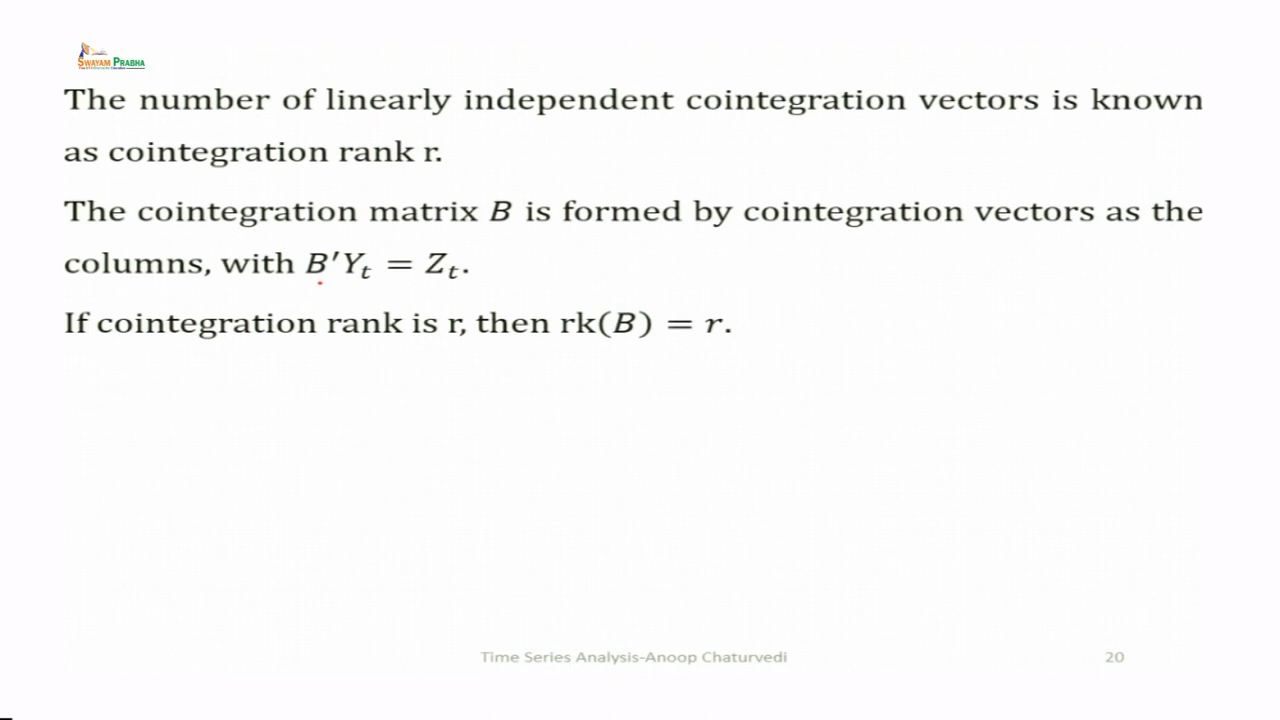 SWAYAM PRABHA
The number of linearly independent cointegration vectors is known
as cointegration rank r.
The cointegration matrix B is formed by cointegration vectors as the
columns, with B′Yₜ = Zₜ.
If cointegration rank is r, then rk(B) = r.
Time Series Analysis-Anoop Chaturvedi
20